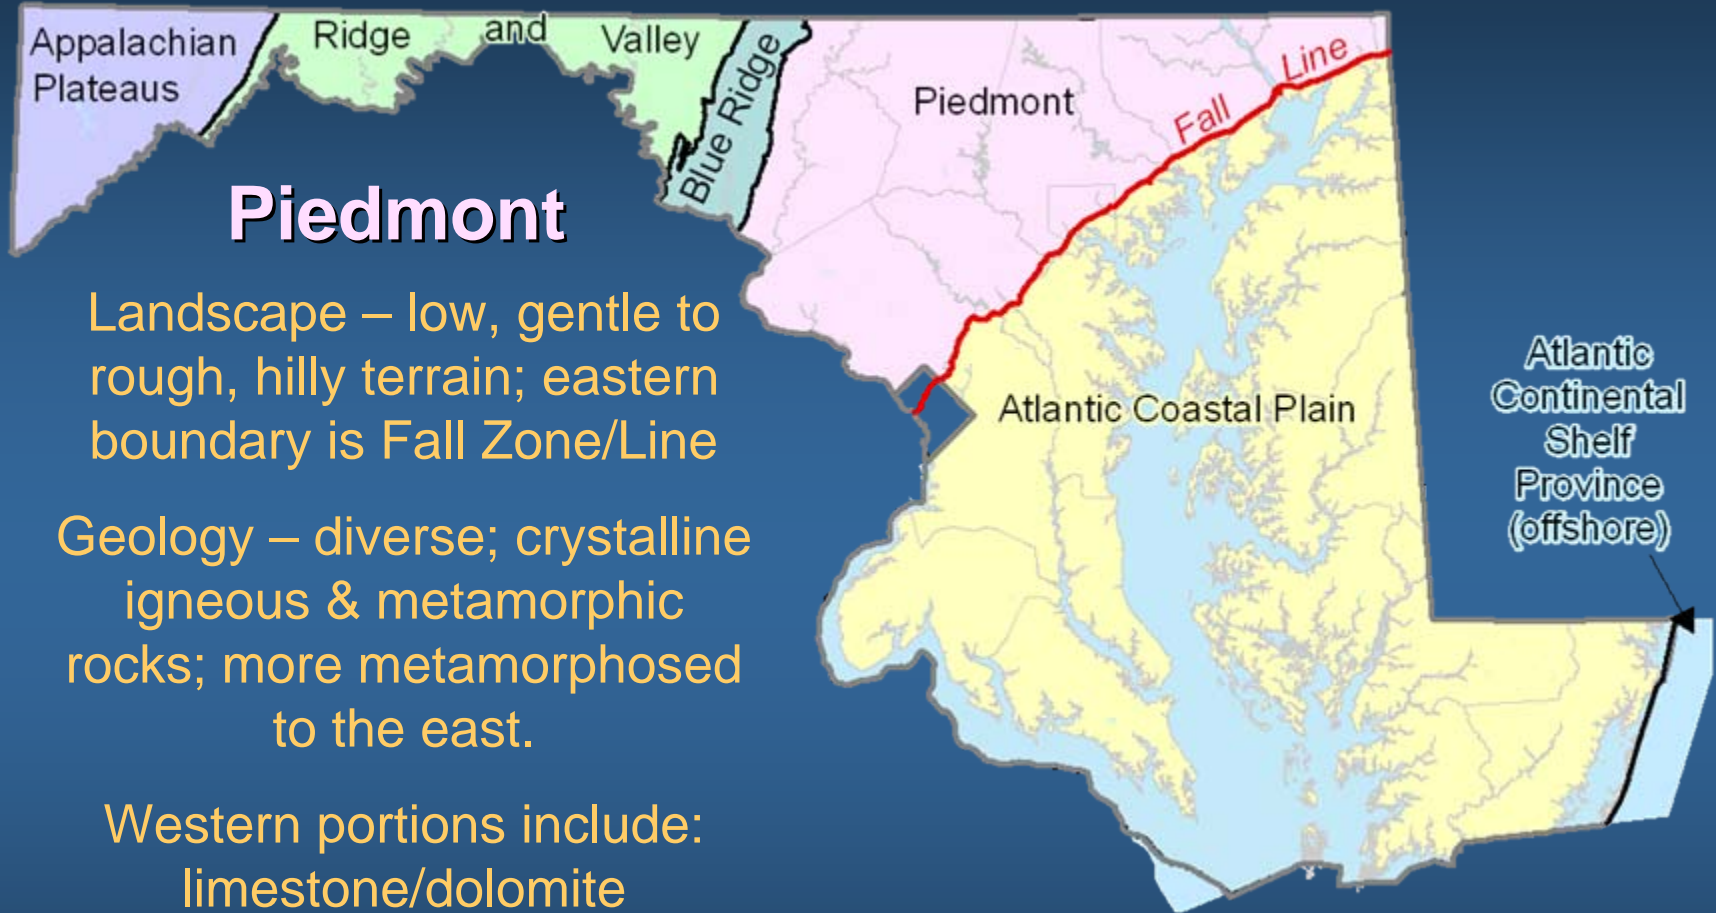 Appalachian
Plateaus
Ridge and Valley
Blue Ridge
Piedmont
Fall Line
Atlantic Coastal Plain
Atlantic
Continental
Shelf
Province
(offshore)
Piedmont
Landscape – low, gentle to
rough, hilly terrain; eastern
boundary is Fall Zone/Line
Geology – diverse; crystalline
igneous & metamorphic
rocks; more metamorphosed
to the east.
Western portions include:
limestone/dolomite